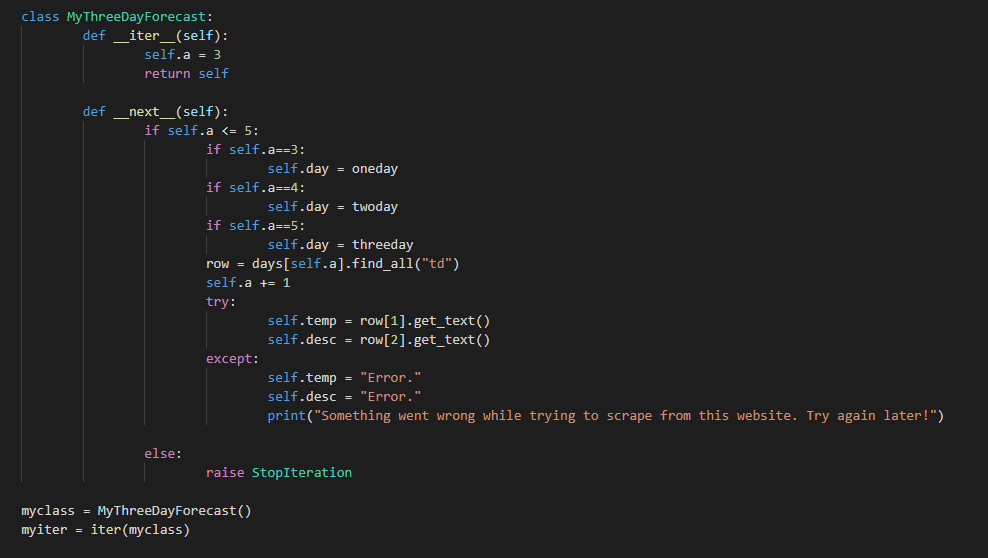 class MyThreeDayForecast:
        def __iter__(self):
                self.a = 3
                return self

        def __next__(self):
                if self.a <= 5:
                        if self.a==3:
                                self.day = oneday
                        if self.a==4:
                                self.day = twoday
                        if self.a==5:
                                self.day = threeday
                        row = days[self.a].find_all("td")
                        self.a += 1
                        try:
                                self.temp = row[1].get_text()
                                self.desc = row[2].get_text()
                        except:
                                self.temp = "Error."
                                self.desc = "Error."
                                print("Something went wrong while trying to scrape from this website. Try again later!")

                else:
                        raise StopIteration

myclass = MyThreeDayForecast()
myiter = iter(myclass)